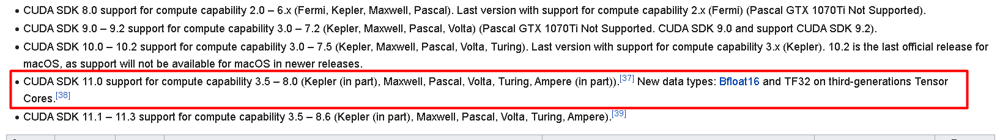 • CUDA SDK 8.0 support for compute capability 2.0 – 6.x (Fermi, Kepler, Maxwell, Pascal). Last version with support for compute capability 2.x (Fermi) (Pascal GTX 1070Ti Not Supported).
• CUDA SDK 9.0 – 9.2 support for compute capability 3.0 – 7.2 (Kepler, Maxwell, Pascal, Volta) (Pascal GTX 1070Ti Not Supported. CUDA SDK 9.0 and support CUDA SDK 9.2).
• CUDA SDK 10.0 – 10.2 support for compute capability 3.0 – 7.5 (Kepler, Maxwell, Pascal, Volta, Turing). Last version with support for compute capability 3.x (Kepler). 10.2 is the last official release for
macOS, as support will not be available for macOS in newer releases.
• CUDA SDK 11.0 support for compute capability 3.5 – 8.0 (Kepler (in part), Maxwell, Pascal, Volta, Turing, Ampere (in part)).[37] New data types: Bfloat16 and TF32 on third-generations Tensor
Cores.[38]
• CUDA SDK 11.1 – 11.3 support for compute capability 3.5 – 8.6 (Kepler (in part), Maxwell, Pascal, Volta, Turing, Ampere).[39]